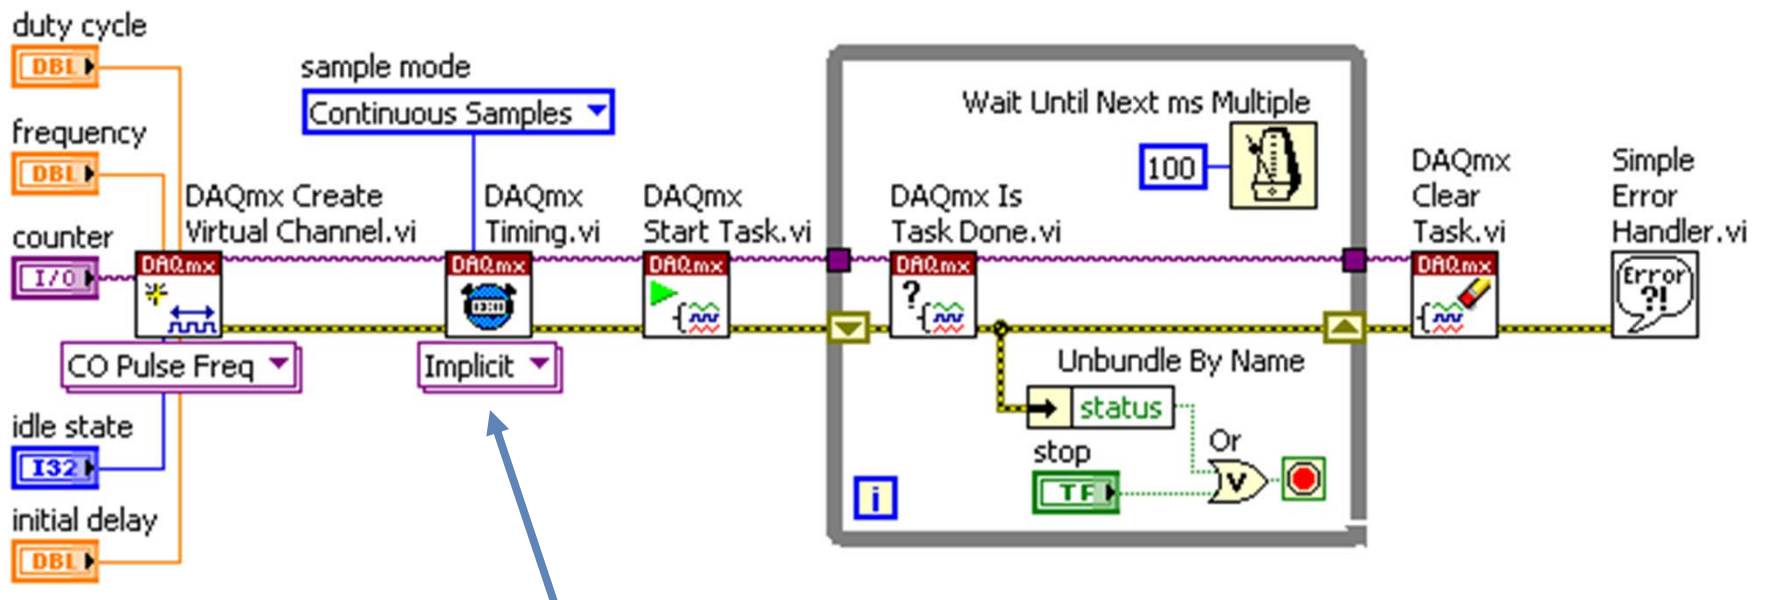 duty cycle
DBL
sample mode
Continuous Samples
Wait Until Next ms Multiple
frequency
DBL
100
DAQmx
Clear
Task.vi
Simple
Error
Handler.vi
DAQmx Create
Virtual Channel.vi
DAQmx
Timing.vi
DAQmx
Start Task.vi
DAQmx Is
Task Done.vi
counter
I/O
DAQmx
DAQmx
DAQmx
DAQmx
?
DAQmx
Error
?!
CO Pulse Freq
Implicit
Unbundle By Name
status
idle state
I32
stop
TF
Or
V
i
initial delay
DBL